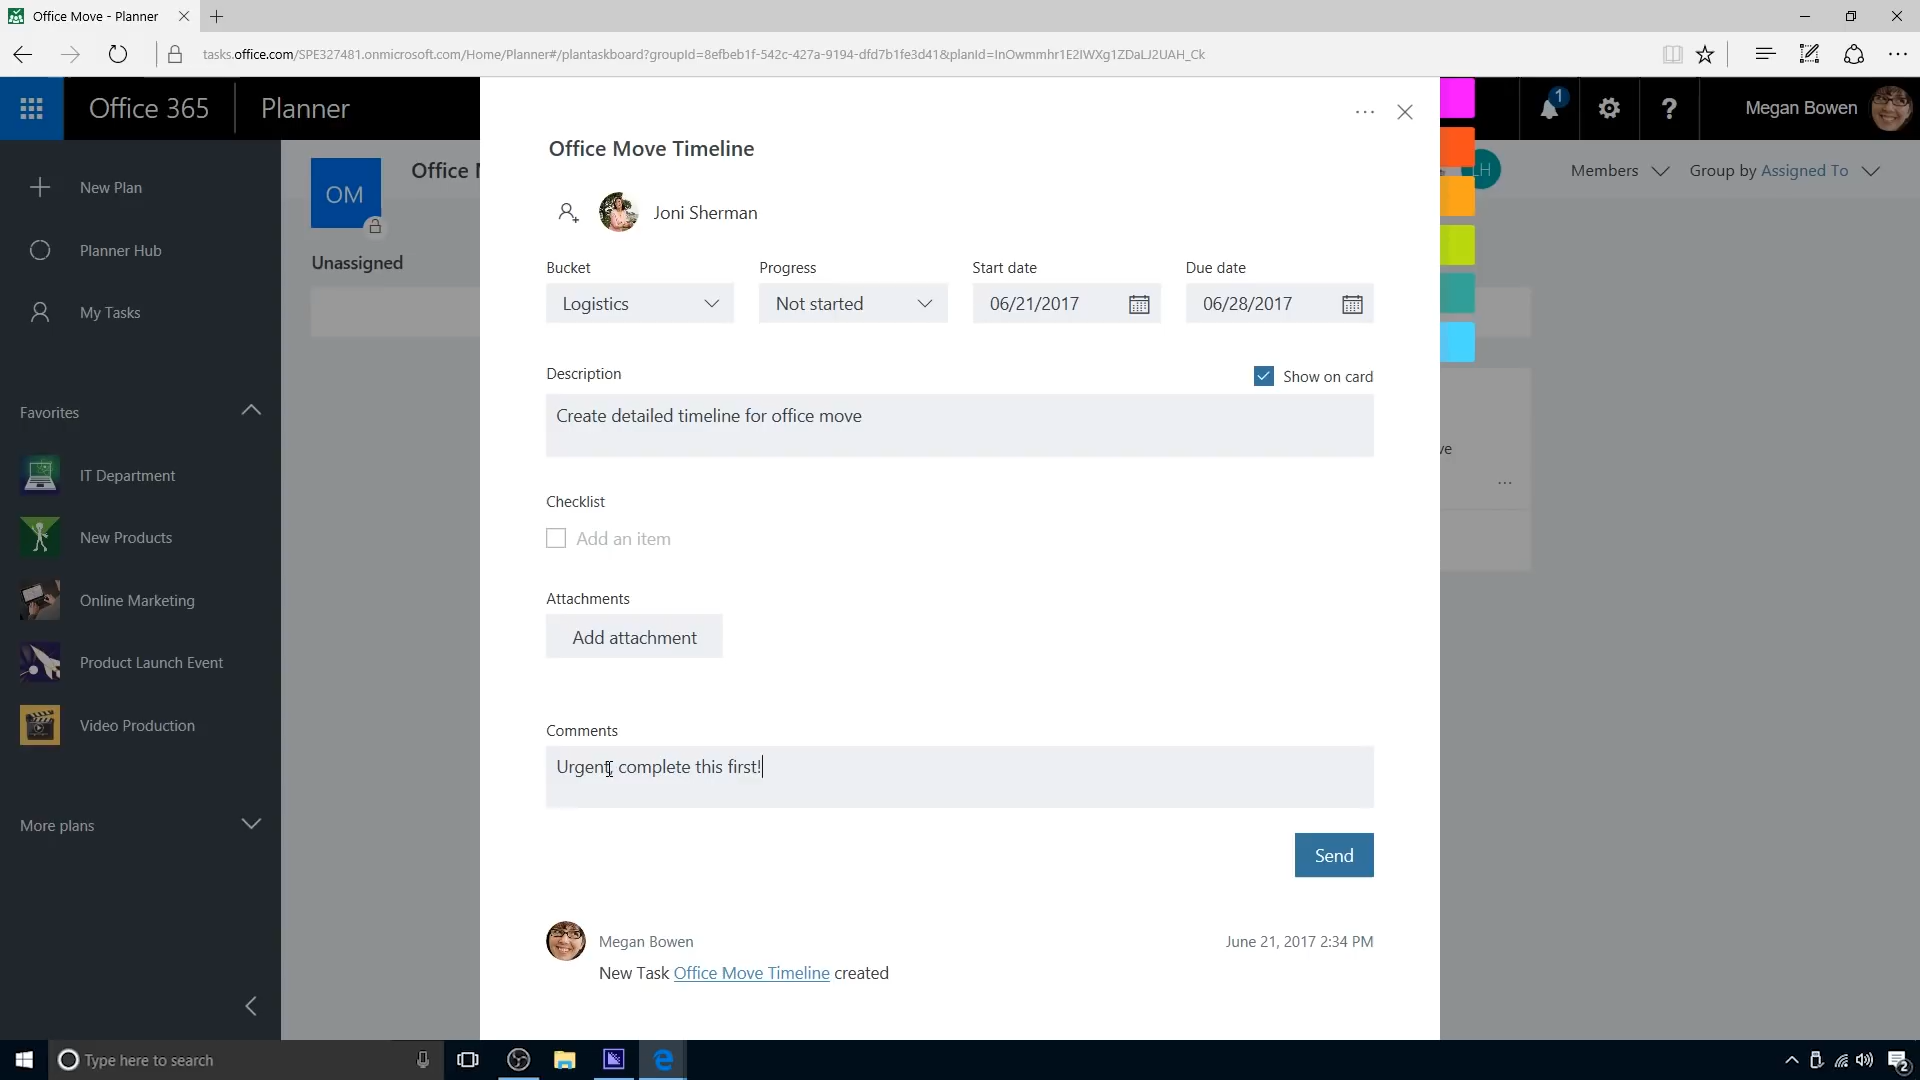 Office Move - Planner
tasks.office.com/SPE327481.onmicrosoft.com/Home/Planner#/plantaskboard?groupId=8efbeb1f-542c-427a-9194-dfd7b1fe3d41&planId=InOwmmhr1E2IWXg1ZDaLJ2UAH_Ck
Office 365
Planner
1
?
Megan Bowen
New Plan
Planner Hub
My Tasks
Favorites
IT Department
New Products
Online Marketing
Product Launch Event
Video Production
More plans
OM
Office M
LH
Members
Group by Assigned To
Unassigned
ve
Office Move Timeline
Joni Sherman
Bucket
Progress
Start date
Due date
Logistics
Not started
06/21/2017
06/28/2017
Description
Show on card
Create detailed timeline for office move
Checklist
Add an item
Attachments
Add attachment
Comments
Urgent, complete this first!
Send
Megan Bowen
June 21, 2017 2:34 PM
New Task Office Move Timeline created
Type here to search
2